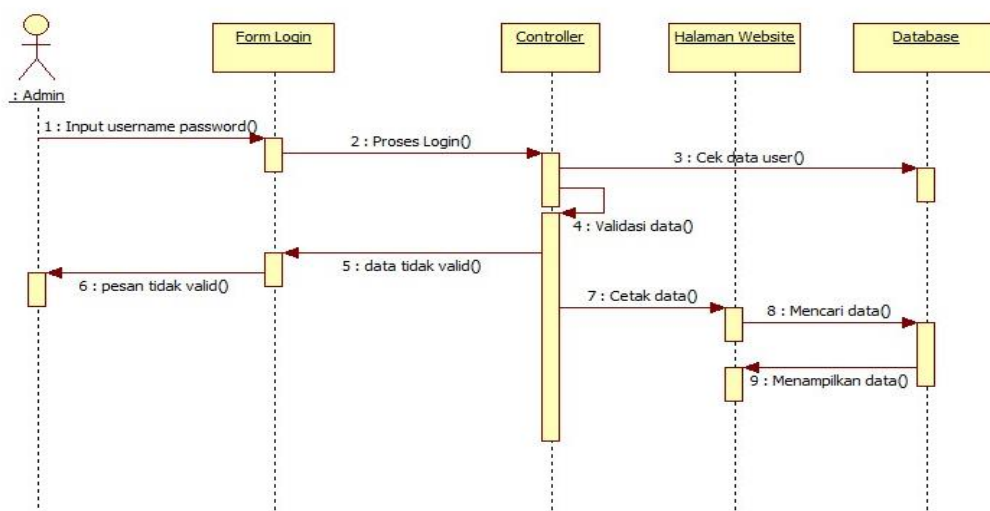 Form Login
Controller
Halaman Website
Database
: Admin
1 : Input username password()
2 : Proses Login()
3 : Cek data user()
4 : Validasi data()
5 : data tidak valid()
6 : pesan tidak valid()
7 : Cetak data()
8 : Mencari data()
9 : Menampilkan data()